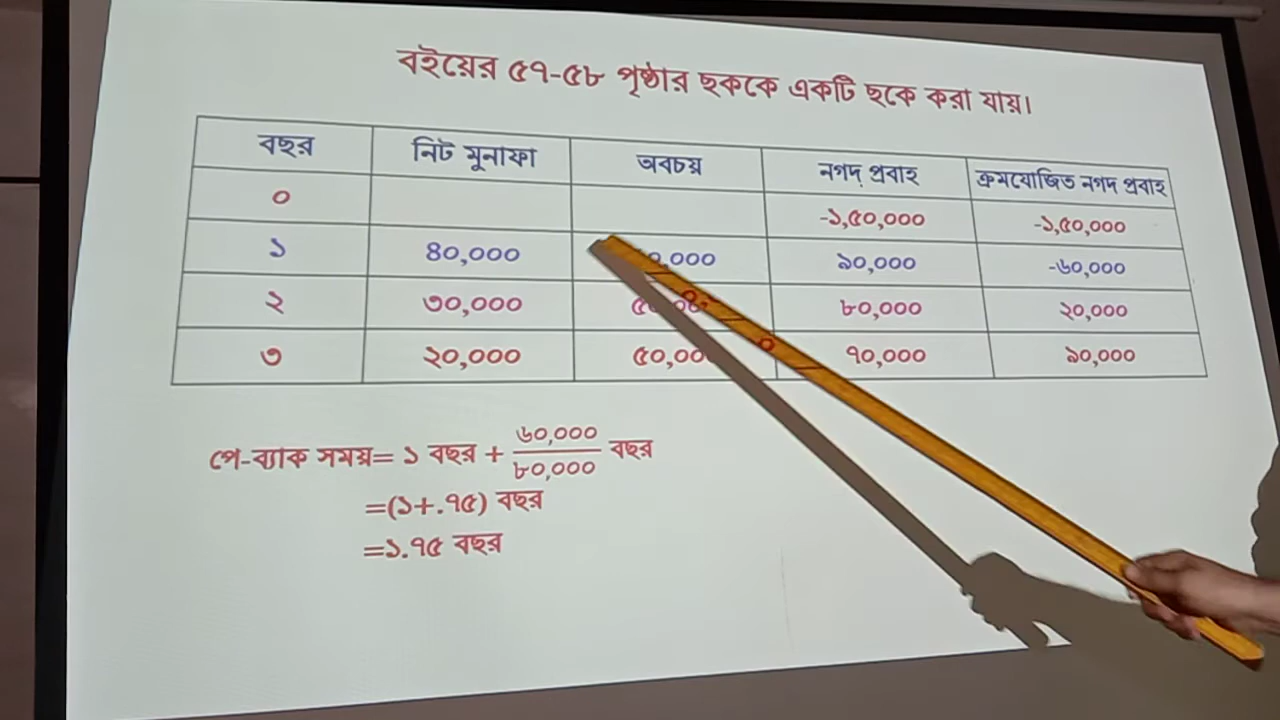 বইয়ের ৫৭-৫৮ পৃষ্ঠার ছককে একটি ছকে করা যায়।
বছর নিট মুনাফা অবচয় নগদ প্রবাহ ক্রমযোজিত নগদ প্রবাহ
০ -১,৫০,০০০ -১,৫০,০০০
১ ৪০,০০০ ৯০,০০০ -৬০,০০০
২ ৩০,০০০ ৮০,০০০ ২০,০০০
৩ ২০,০০০ ৭০,০০০ ৯০,০০০
পে-ব্যাক সময়= ১ বছর + ৬০,০০০/৮০,০০০ বছর
=(১+.৭৫) বছর
=১.৭৫ বছর